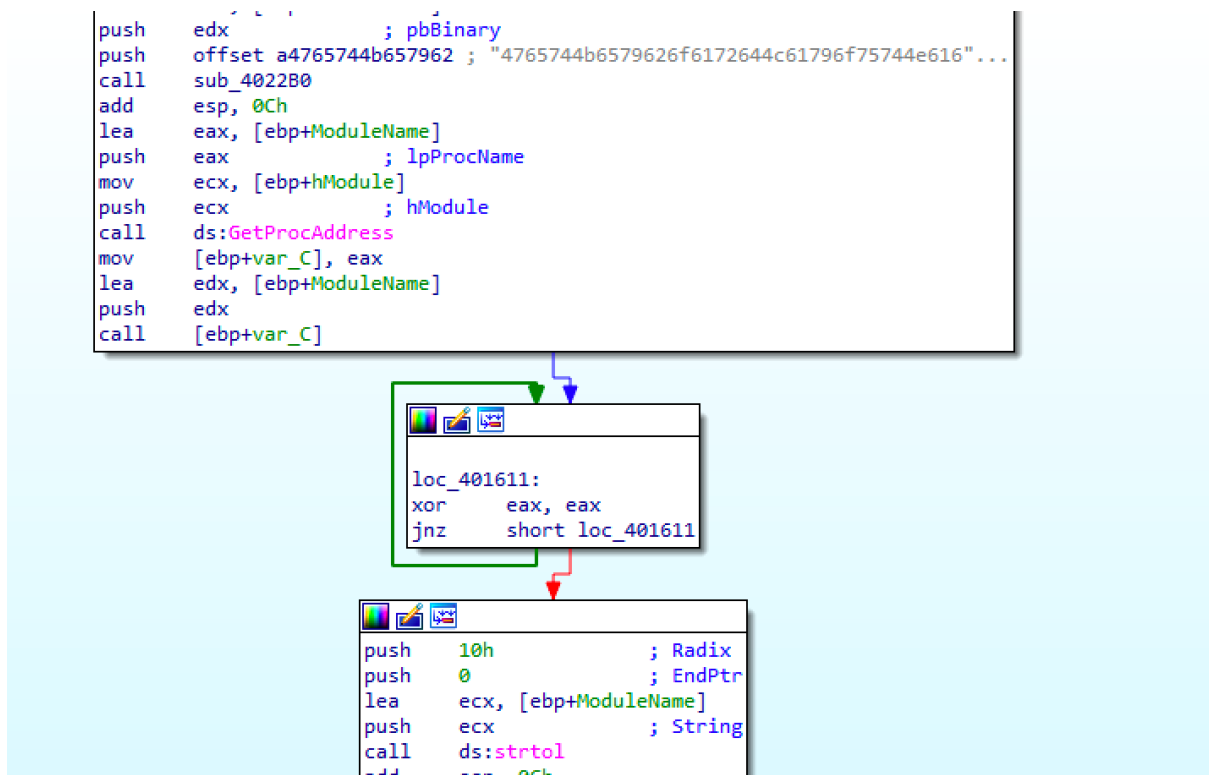 push edx ; pbBinary
push offset a4765744b657962 ; "4765744b6579626f6172644c61796f75744e616"...
call sub_4022B0
add esp, 0Ch
lea eax, [ebp+ModuleName]
push eax ; lpProcName
mov ecx, [ebp+hModule]
push ecx ; hModule
call ds:GetProcAddress
mov [ebp+var_C], eax
lea edx, [ebp+ModuleName]
push edx
call [ebp+var_C]
loc_401611:
xor eax, eax
jnz short loc_401611
push 10h ; Radix
push 0 ; EndPtr
lea ecx, [ebp+ModuleName]
push ecx ; String
call ds:strtol